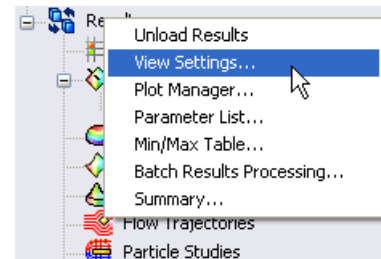 Re
Unload Results
View Settings...
Plot Manager...
Parameter List...
Min/Max Table...
Batch Results Processing...
Summary...
Flow Trajectories
Particle Studies